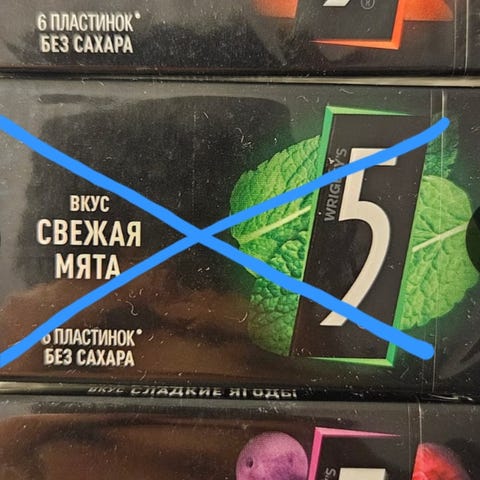 6 ПЛАСТИНОК*
БЕЗ САХАРА
ВКУС
СВЕЖАЯ
МЯТА
WRIGLEY'S
5
6 ПЛАСТИНОК*
БЕЗ САХАРА
ВКУС СЛАДКИЕ ЯГОДЫ